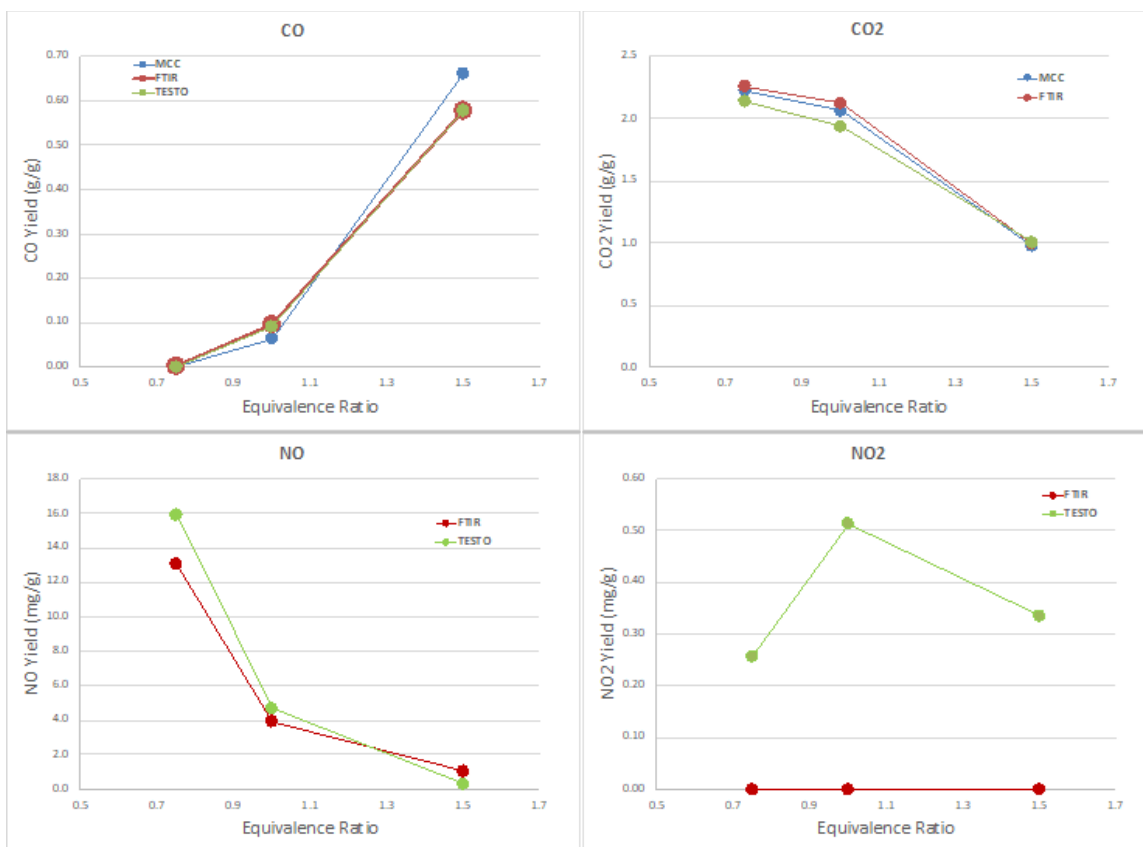 CO
MCC
FTIR
TESTO
0.70
0.60
0.50
0.40
0.30
0.20
0.10
0.00
CO Yield (g/g)
0.5 0.7 0.9 1.1 1.3 1.5 1.7
Equivalence Ratio
CO2
MCC
FTIR
2.5
2.0
1.5
1.0
0.5
0.0
CO2 Yield (g/g)
0.5 0.7 0.9 1.1 1.3 1.5 1.7
Equivalence Ratio
NO
FTIR
TESTO
18.0
16.0
14.0
12.0
10.0
8.0
6.0
4.0
2.0
0.0
NO Yield (mg/g)
0.5 0.7 0.9 1.1 1.3 1.5 1.7
Equivalence Ratio
NO2
FTIR
TESTO
0.60
0.50
0.40
0.30
0.20
0.10
0.00
NO2 Yield (mg/g)
0.5 0.7 0.9 1.1 1.3 1.5 1.7
Equivalence Ratio